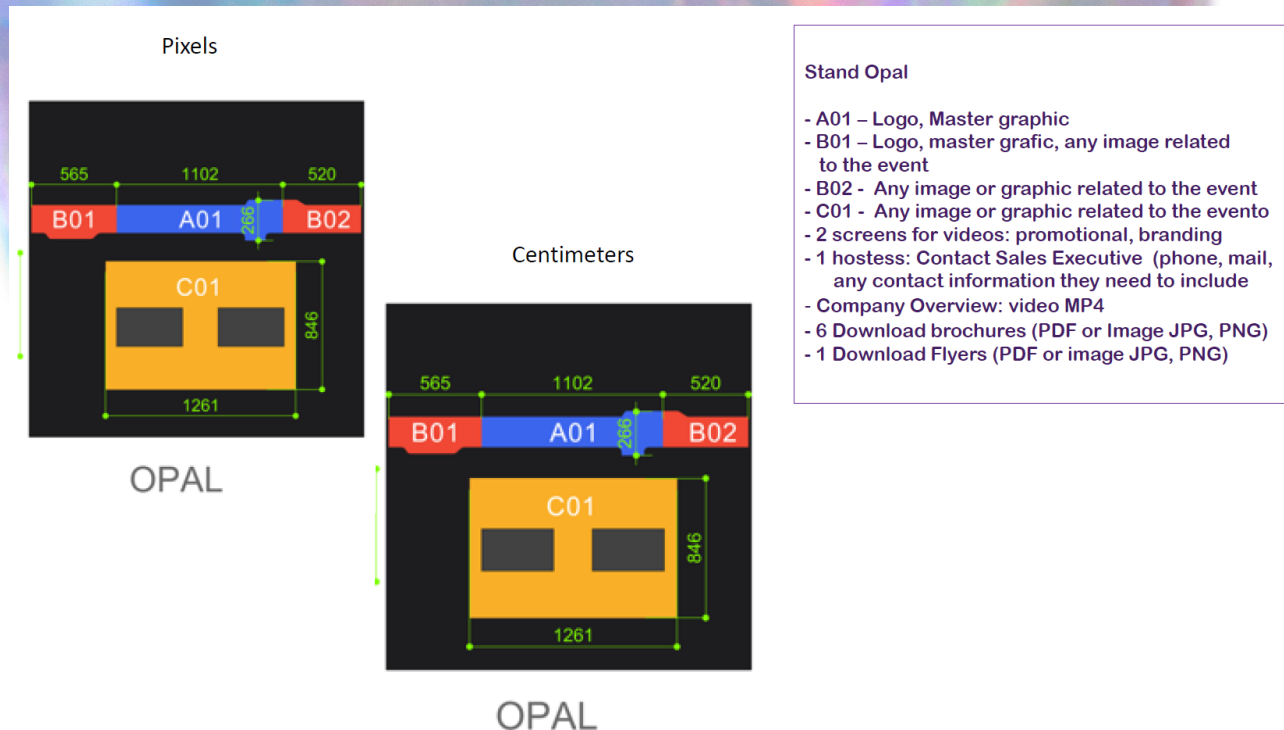 Pixels
565 1102 520
B01 A01 266 B02
C01
846
1261
OPAL
Centimeters
565 1102 520
B01 A01 266 B02
C01
846
1261
OPAL
Stand Opal
- A01 – Logo, Master graphic
- B01 – Logo, master grafic, any image related
to the event
- B02 - Any image or graphic related to the event
- C01 - Any image or graphic related to the evento
- 2 screens for videos: promotional, branding
- 1 hostess: Contact Sales Executive (phone, mail,
any contact information they need to include
- Company Overview: video MP4
- 6 Download brochures (PDF or Image JPG, PNG)
- 1 Download Flyers (PDF or image JPG, PNG)